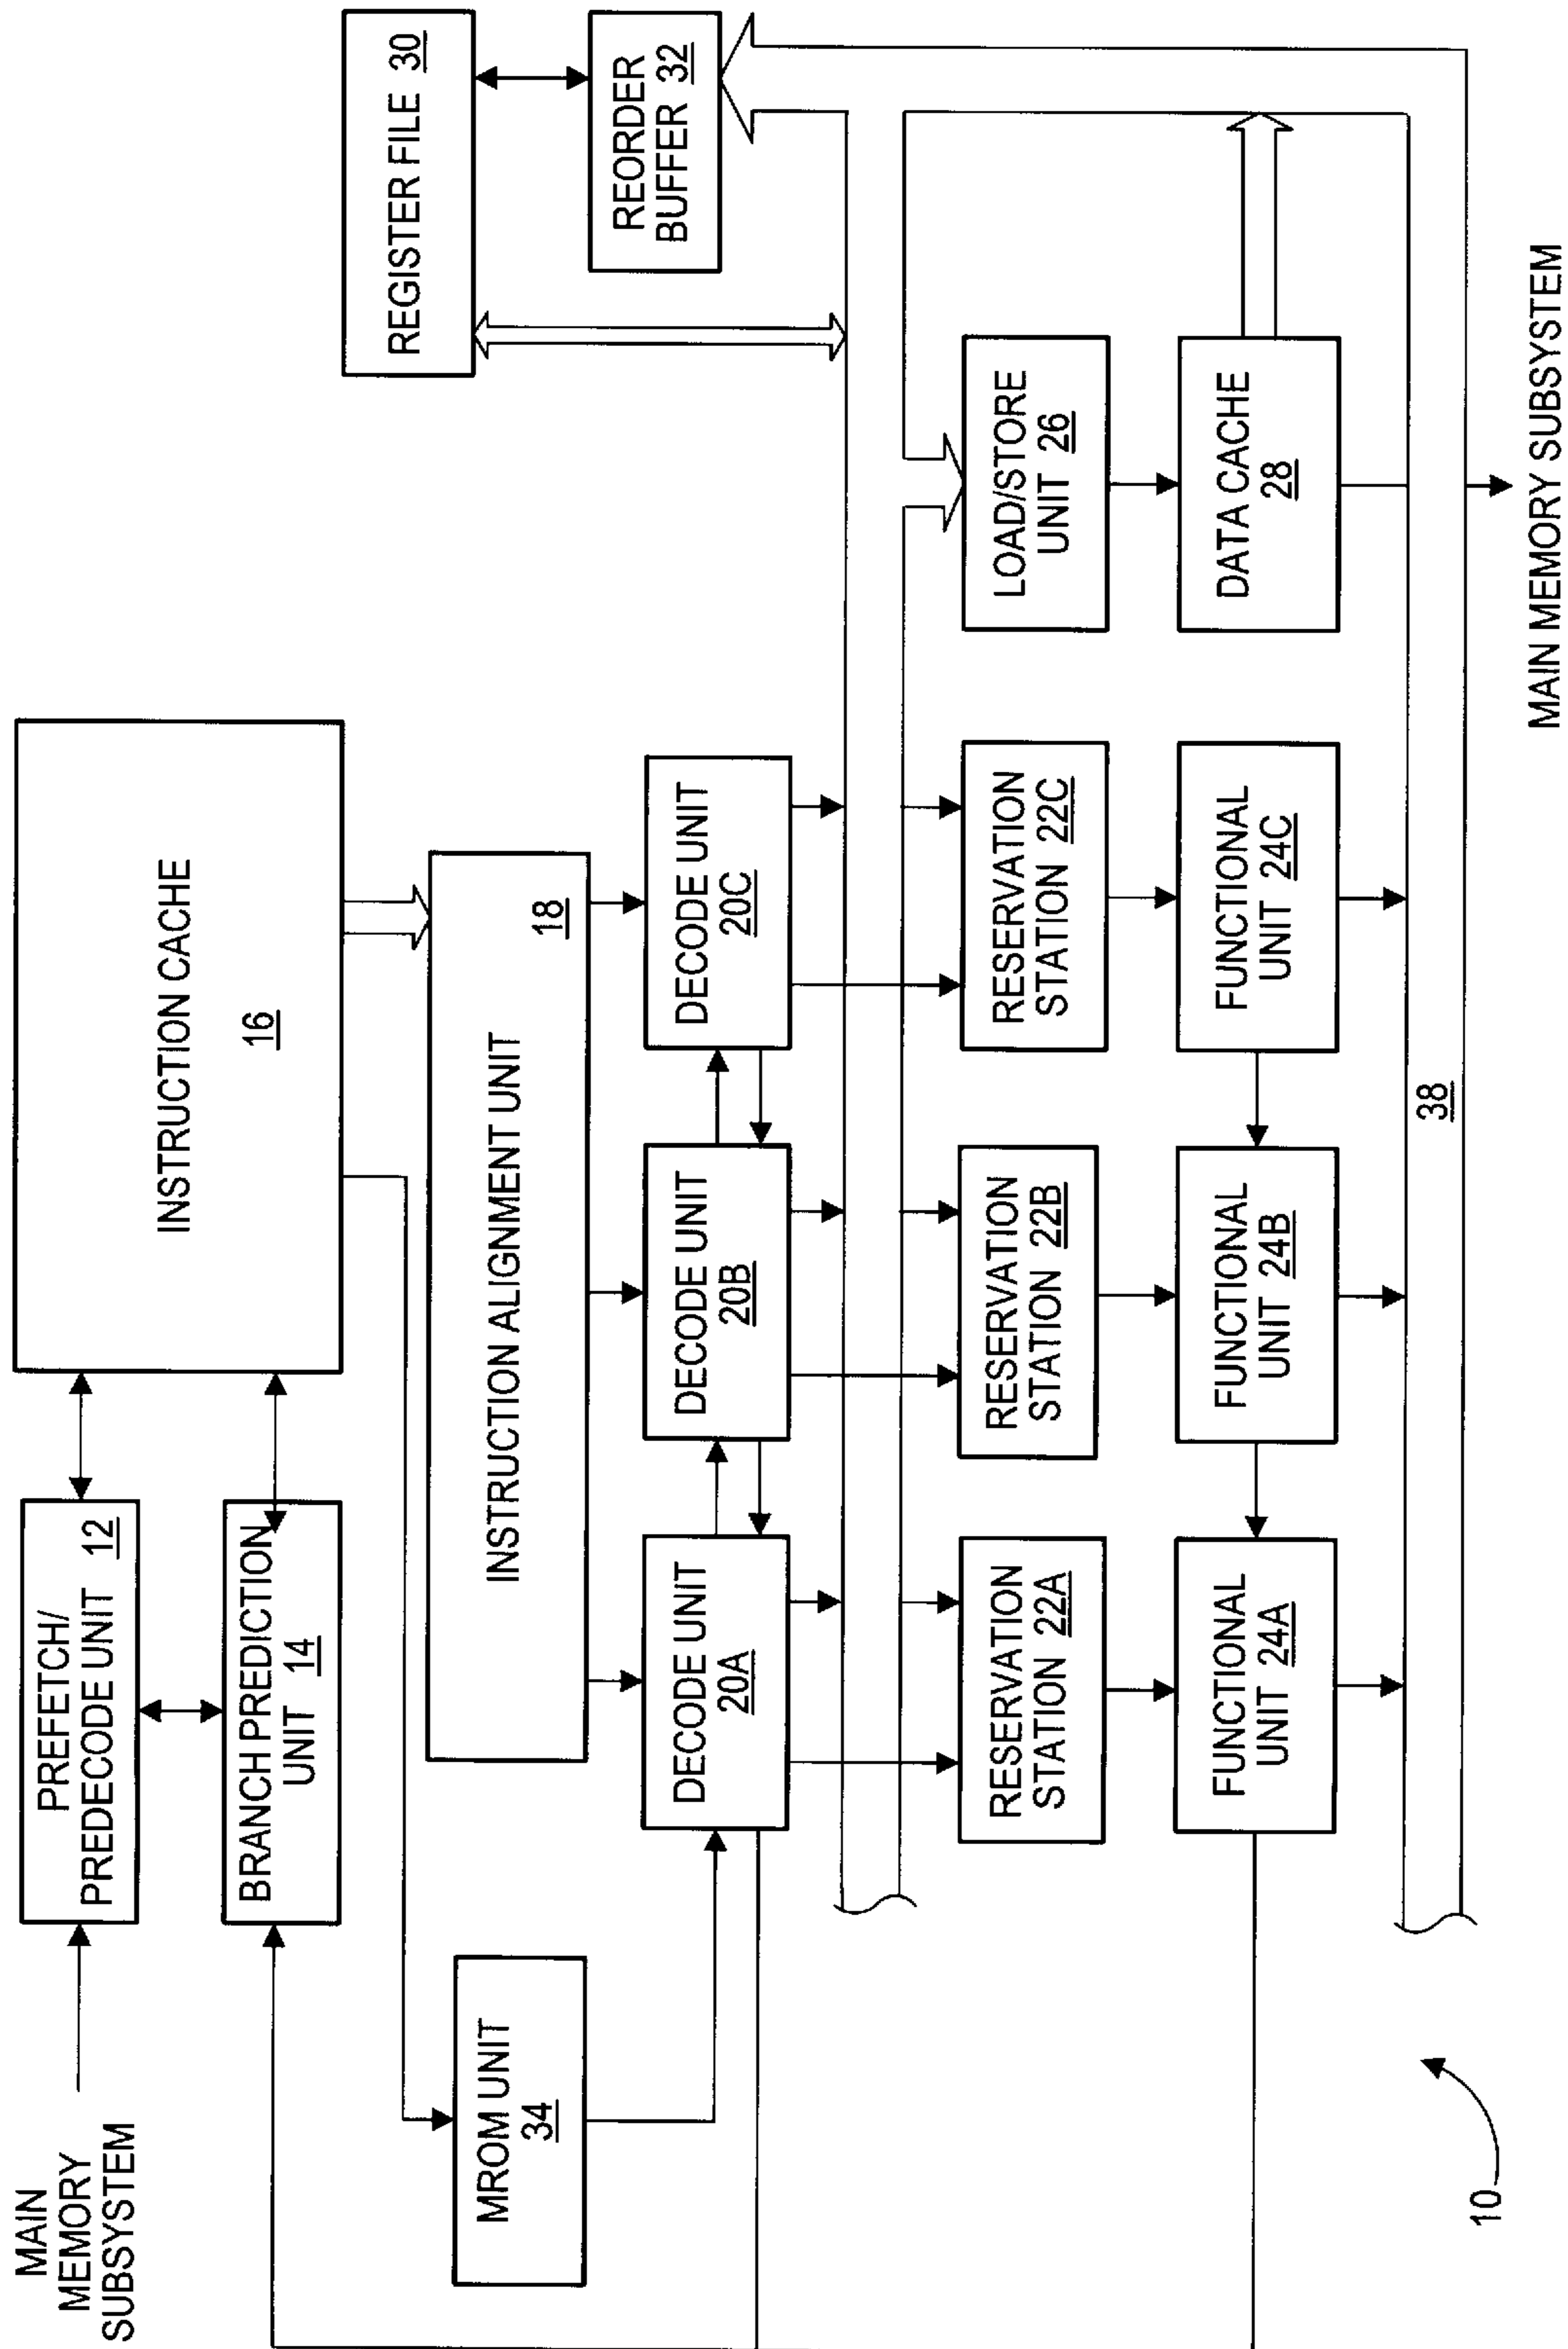 MAIN
MEMORY
SUBSYSTEM
PREFETCH/
PREDECODE UNIT 12
BRANCH PREDICTION
UNIT 14
INSTRUCTION CACHE
16
REGISTER FILE 30
REORDER
BUFFER 32
MROM UNIT
34
INSTRUCTION ALIGNMENT UNIT
18
DECODE UNIT
20A
DECODE UNIT
20B
DECODE UNIT
20C
RESERVATION
STATION 22A
RESERVATION
STATION 22B
RESERVATION
STATION 22C
LOAD/STORE
UNIT 26
FUNCTIONAL
UNIT 24A
FUNCTIONAL
UNIT 24B
FUNCTIONAL
UNIT 24C
DATA CACHE
28
38
10
MAIN MEMORY SUBSYSTEM